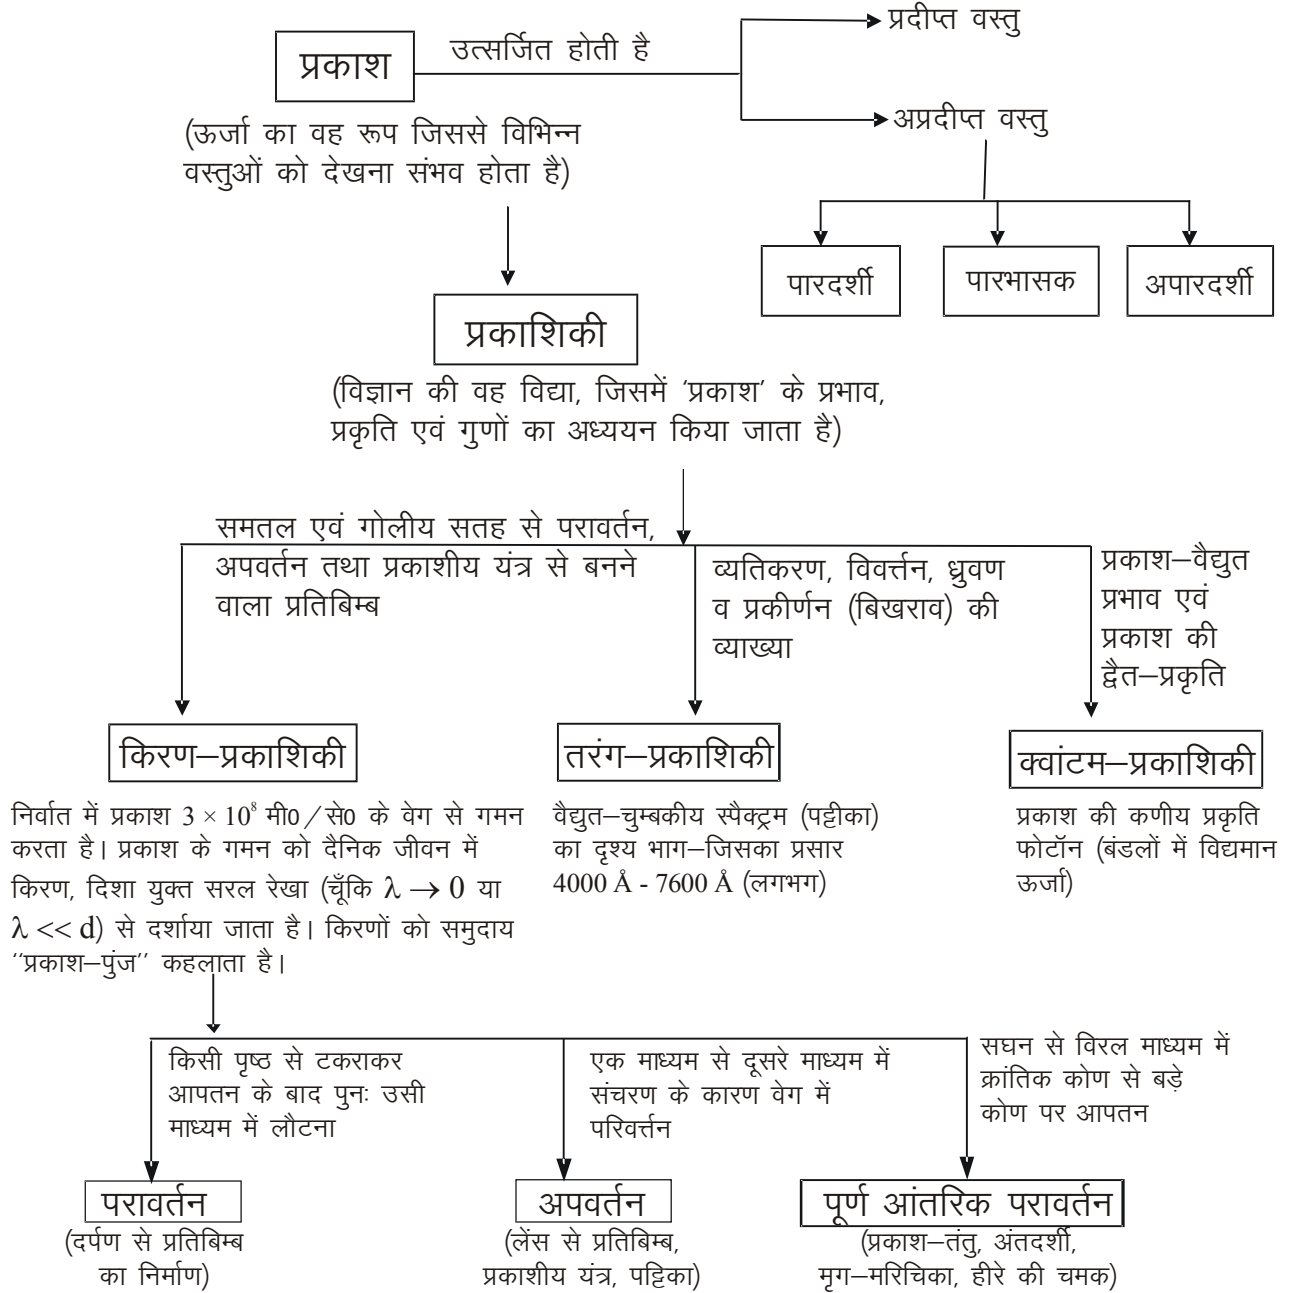 प्रकाश
उत्सर्जित होती है
प्रदीप्त वस्तु
अप्रदीप्त वस्तु
(ऊर्जा का वह रूप जिससे विभिन्न
वस्तुओं को देखना संभव होता है)
पारदर्शी
पारभासक
अपारदर्शी
प्रकाशिकी
(विज्ञान की वह विद्या, जिसमें 'प्रकाश' के प्रभाव,
प्रकृति एवं गुणों का अध्ययन किया जाता है)
समतल एवं गोलीय सतह से परावर्तन,
अपवर्तन तथा प्रकाशीय यंत्र से बनने
वाला प्रतिबिम्ब
व्यतिकरण, विवर्त्तन, ध्रुवण
व प्रकीर्णन (बिखराव) की
व्याख्या
प्रकाश–वैद्युत
प्रभाव एवं
प्रकाश की
द्वैत–प्रकृति
किरण–प्रकाशिकी
तरंग–प्रकाशिकी
क्वांटम–प्रकाशिकी
निर्वात में प्रकाश 3 × 10⁸ मी0/से0 के वेग से गमन
करता है। प्रकाश के गमन को दैनिक जीवन में
किरण, दिशा युक्त सरल रेखा (चूँकि λ → 0 या
λ << d) से दर्शाया जाता है। किरणों को समुदाय
''प्रकाश–पुंज'' कहलाता है।
वैद्युत–चुम्बकीय स्पैक्ट्रम (पट्टीका)
का दृश्य भाग–जिसका प्रसार
4000 Å - 7600 Å (लगभग)
प्रकाश की कणीय प्रकृति
फोटॉन (बंडलों में विद्यमान
ऊर्जा)
किसी पृष्ठ से टकराकर
आपतन के बाद पुनः उसी
माध्यम में लौटना
एक माध्यम से दूसरे माध्यम में
संचरण के कारण वेग में
परिवर्त्तन
सघन से विरल माध्यम में
क्रांतिक कोण से बड़े
कोण पर आपतन
परावर्तन
(दर्पण से प्रतिबिम्ब
का निर्माण)
अपवर्तन
(लेंस से प्रतिबिम्ब,
प्रकाशीय यंत्र, पट्टिका)
पूर्ण आंतरिक परावर्तन
(प्रकाश–तंतु, अंतदर्शी,
मृग–मरिचिका, हीरे की चमक)